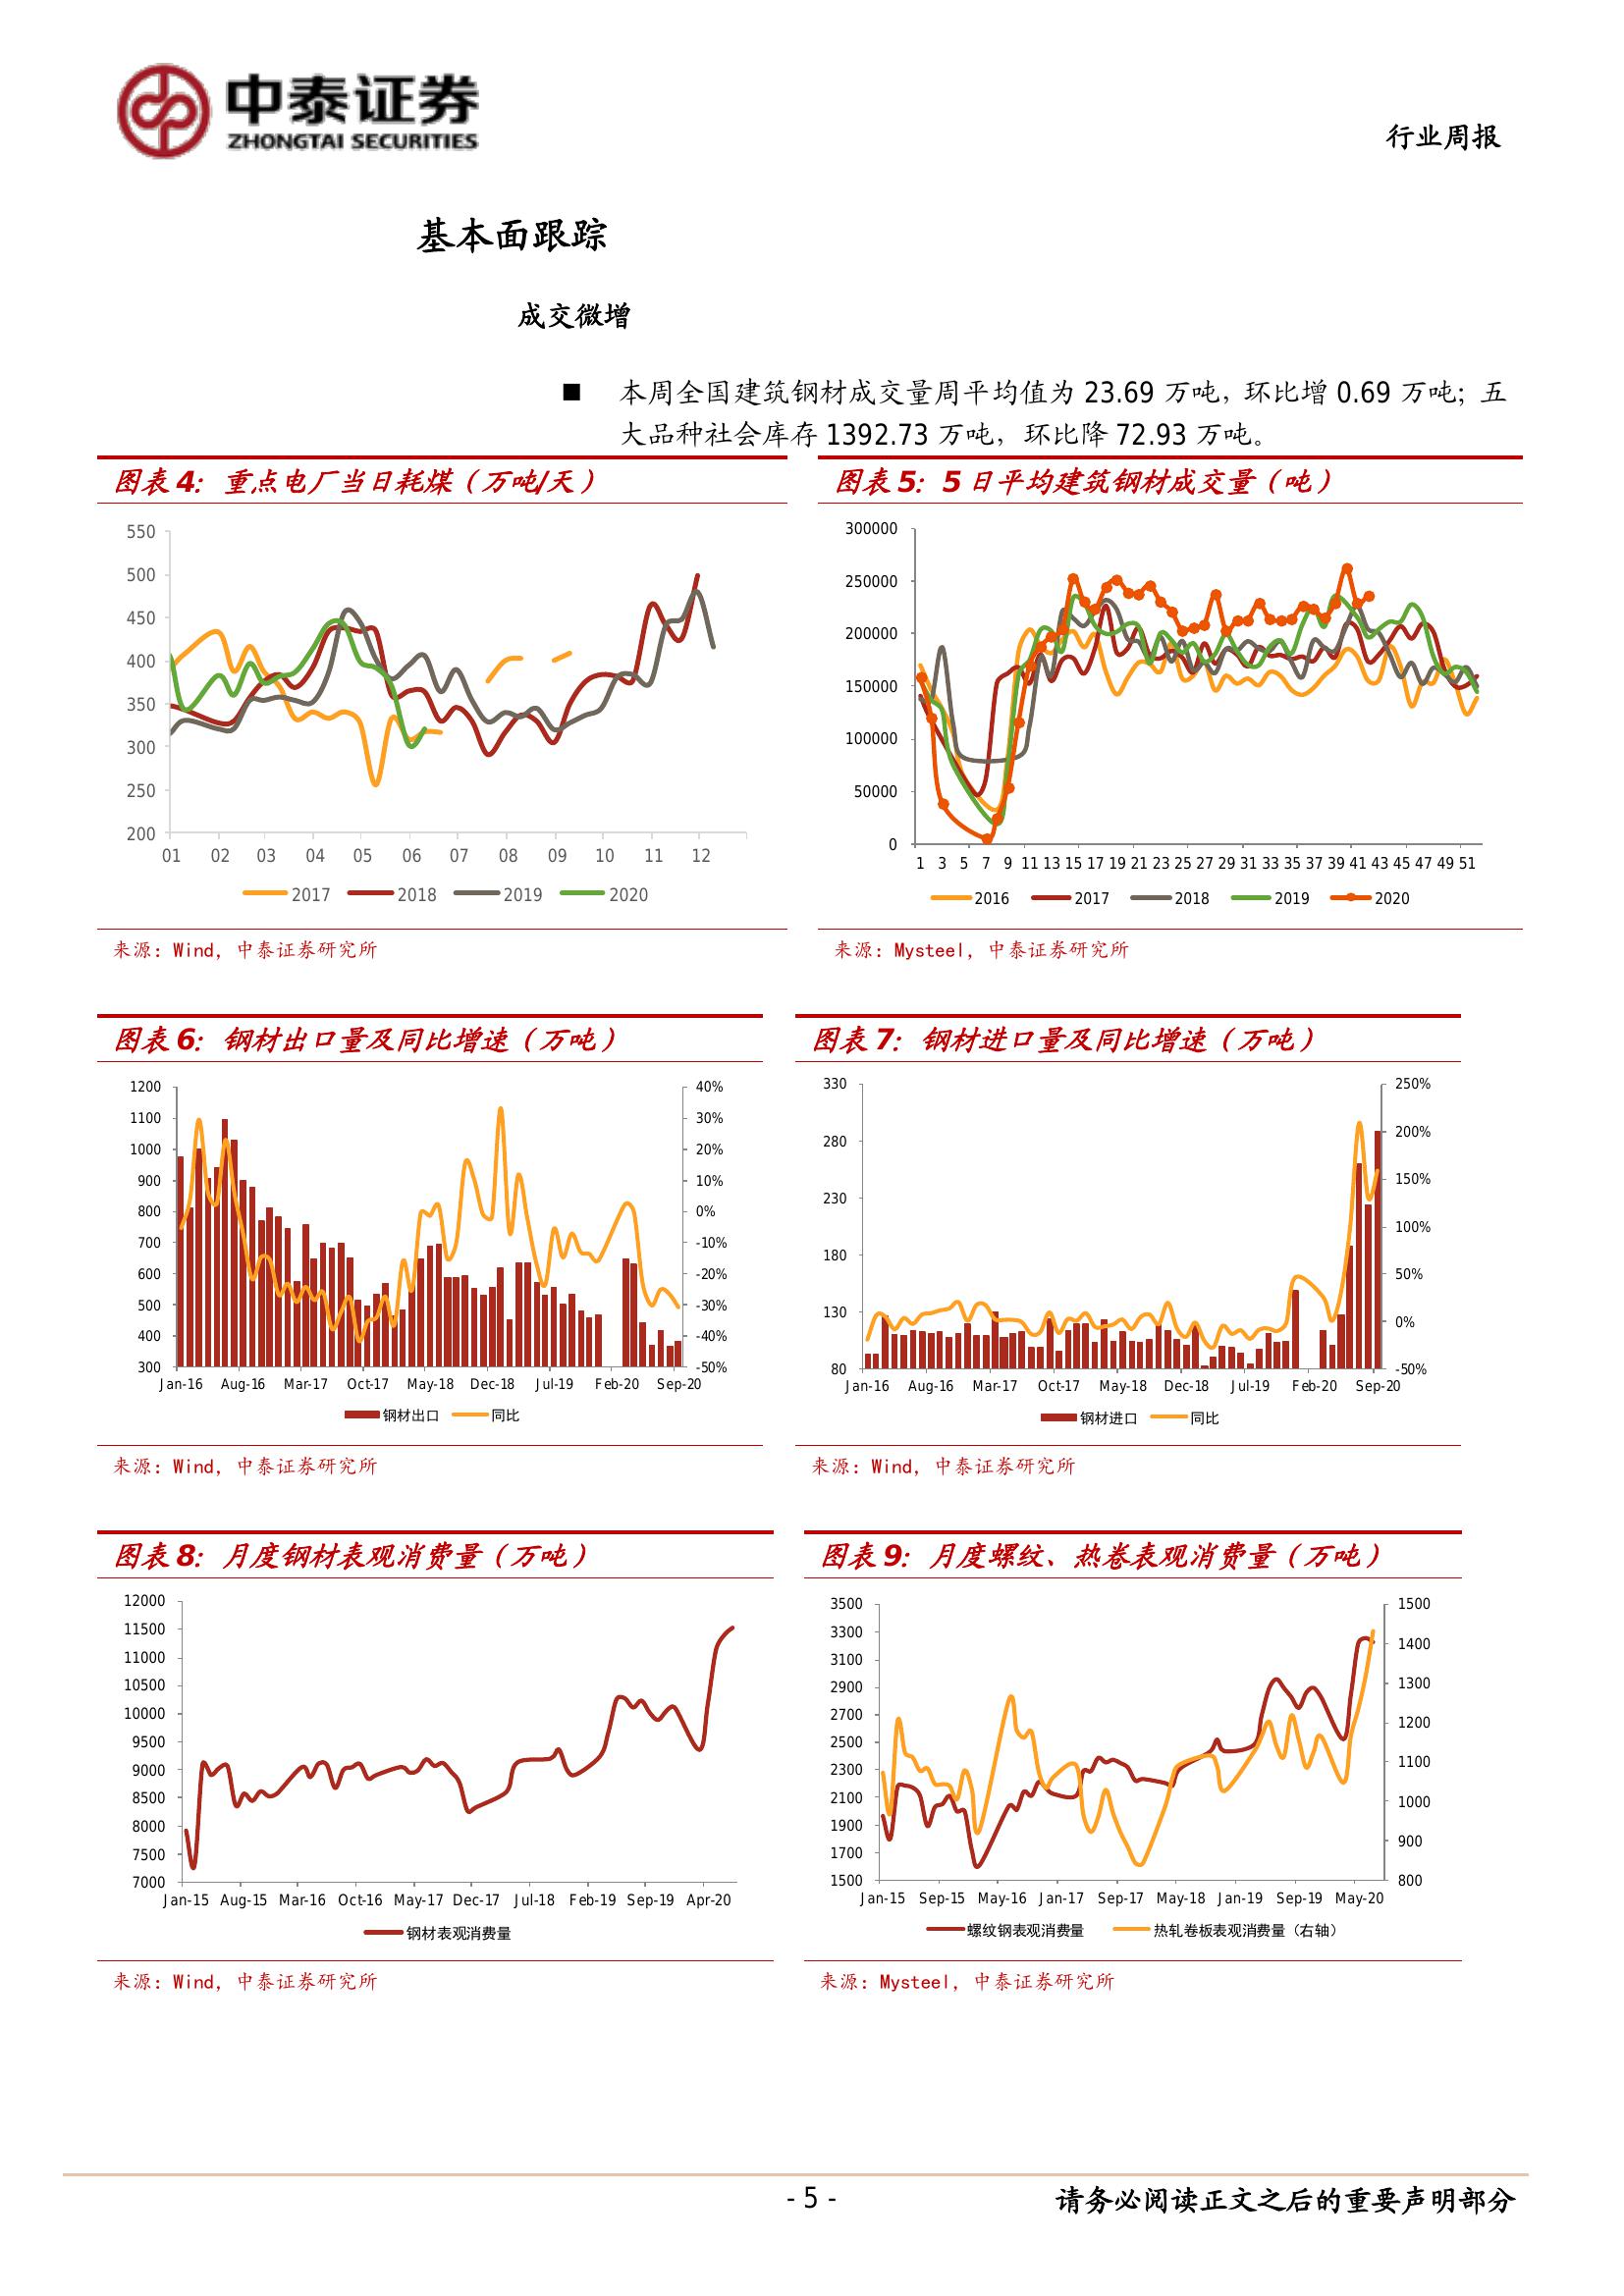 中泰证券
ZHONGTAI SECURITIES
行业周报
基本面跟踪
成交微增
■ 本周全国建筑钢材成交量周平均值为 23.69 万吨，环比增 0.69 万吨；五
大品种社会库存 1392.73 万吨，环比降 72.93 万吨。
图表 4：重点电厂当日耗煤（万吨/天）
550
500
450
400
350
300
250
200
01 02 03 04 05 06 07 08 09 10 11 12
2017 2018 2019 2020
来源：Wind，中泰证券研究所
图表 5：5 日平均建筑钢材成交量（吨）
300000
250000
200000
150000
100000
50000
0
1 3 5 7 9 11 13 15 17 19 21 23 25 27 29 31 33 35 37 39 41 43 45 47 49 51
2016 2017 2018 2019 2020
来源：Mysteel，中泰证券研究所
图表 6：钢材出口量及同比增速（万吨）
1200
1100
1000
900
800
700
600
500
400
300
40%
30%
20%
10%
0%
-10%
-20%
-30%
-40%
-50%
Jan-16 Aug-16 Mar-17 Oct-17 May-18 Dec-18 Jul-19 Feb-20 Sep-20
钢材出口 同比
来源：Wind，中泰证券研究所
图表 7：钢材进口量及同比增速（万吨）
330
280
230
180
130
80
250%
200%
150%
100%
50%
0%
-50%
Jan-16 Aug-16 Mar-17 Oct-17 May-18 Dec-18 Jul-19 Feb-20 Sep-20
钢材进口 同比
来源：Wind，中泰证券研究所
图表 8：月度钢材表观消费量（万吨）
12000
11500
11000
10500
10000
9500
9000
8500
8000
7500
7000
Jan-15 Aug-15 Mar-16 Oct-16 May-17 Dec-17 Jul-18 Feb-19 Sep-19 Apr-20
钢材表观消费量
来源：Wind，中泰证券研究所
图表 9：月度螺纹、热卷表观消费量（万吨）
3500
3300
3100
2900
2700
2500
2300
2100
1900
1700
1500
1500
1400
1300
1200
1100
1000
900
800
Jan-15 Sep-15 May-16 Jan-17 Sep-17 May-18 Jan-19 Sep-19 May-20
螺纹钢表观消费量 热轧卷板表观消费量（右轴）
来源：Mysteel，中泰证券研究所
- 5 -
请务必阅读正文之后的重要声明部分